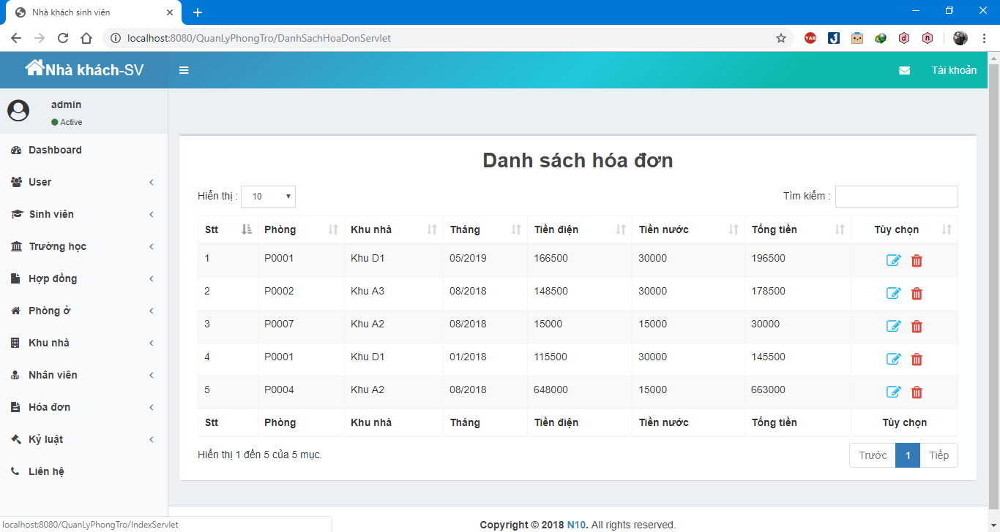 Nhà khách sinh viên
localhost:8080/QuanLyPhongTro/DanhSachHoaDonServlet
YAB
Nhà khách-SV
Tài khoản
admin
Active
Dashboard
User
Sinh viên
Trường học
Hợp đồng
Phòng ở
Khu nhà
Nhân viên
Hóa đơn
Kỷ luật
Liên hệ
Danh sách hóa đơn
Hiển thị : 10 Tìm kiếm :
Stt Phòng Khu nhà Tháng Tiền điện Tiền nước Tổng tiền Tùy chọn
1 P0001 Khu D1 05/2019 166500 30000 196500
2 P0002 Khu A3 08/2018 148500 30000 178500
3 P0007 Khu A2 08/2018 15000 15000 30000
4 P0001 Khu D1 01/2018 115500 30000 145500
5 P0004 Khu A2 08/2018 648000 15000 663000
Stt Phòng Khu nhà Tháng Tiền điện Tiền nước Tổng tiền Tùy chọn
Hiển thị 1 đến 5 của 5 mục. Trước 1 Tiếp
Copyright © 2018 N10. All rights reserved.
localhost:8080/QuanLyPhongTro/IndexServlet